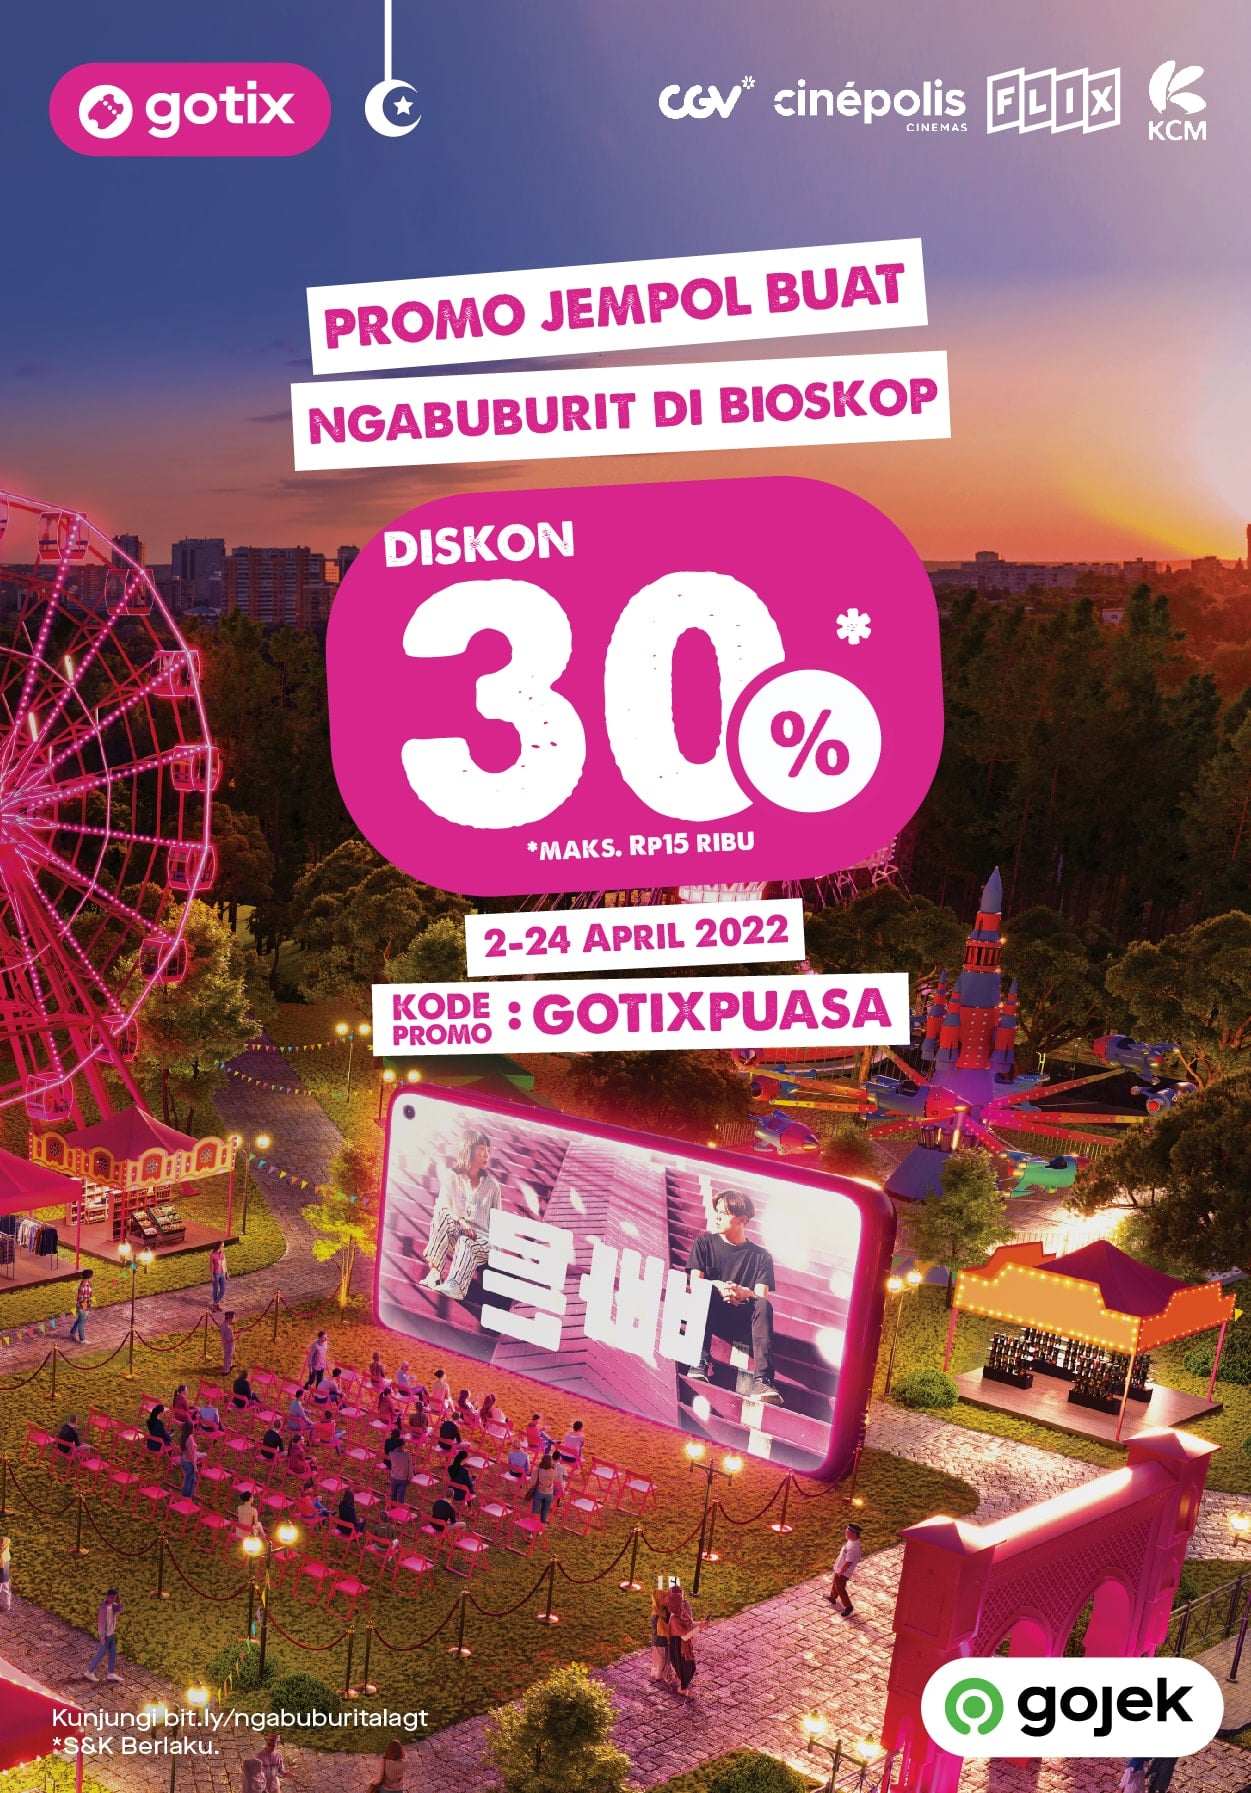 gotix
CGV
cinépolis
CINEMAS
FLIX
KCM
PROMO JEMPOL BUAT
NGABUBURIT DI BIOSKOP
DISKON
30%*
*MAKS. RP15 RIBU
2-24 APRIL 2022
KODE PROMO : GOTIXPUASA
Kunjungi bit.ly/ngabuburitalagt
*S&K Berlaku.
gojek